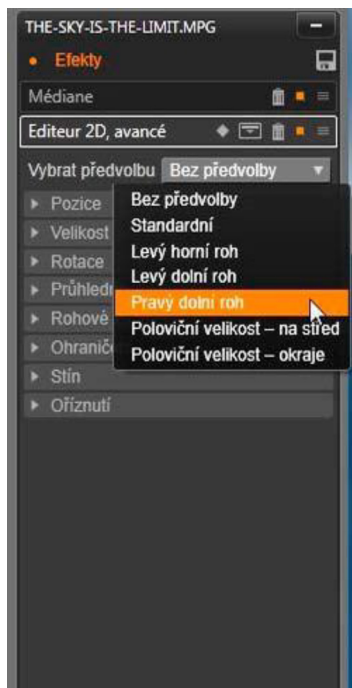 THE-SKY-IS-THE-LIMIT.MPG
Efekty
Médiane
Editeur 2D, avancé
Vybrat předvolbu Bez předvolby
Bez předvolby
Standardní
Levý horní roh
Levý dolní roh
Pravý dolní roh
Poloviční velikost – na střed
Poloviční velikost – okraje
Pozice
Velikost
Rotace
Průhledn
Rohové
Ohraniče
Stín
Oříznutí